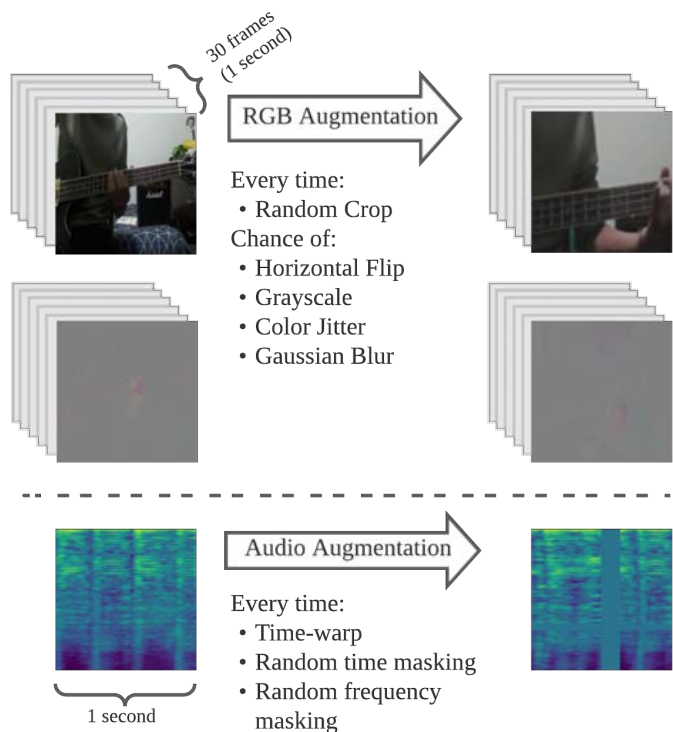 30 frames
(1 second)
RGB Augmentation
Every time:
• Random Crop
Chance of:
• Horizontal Flip
• Grayscale
• Color Jitter
• Gaussian Blur
Audio Augmentation
Every time:
• Time-warp
• Random time masking
• Random frequency
masking
1 second